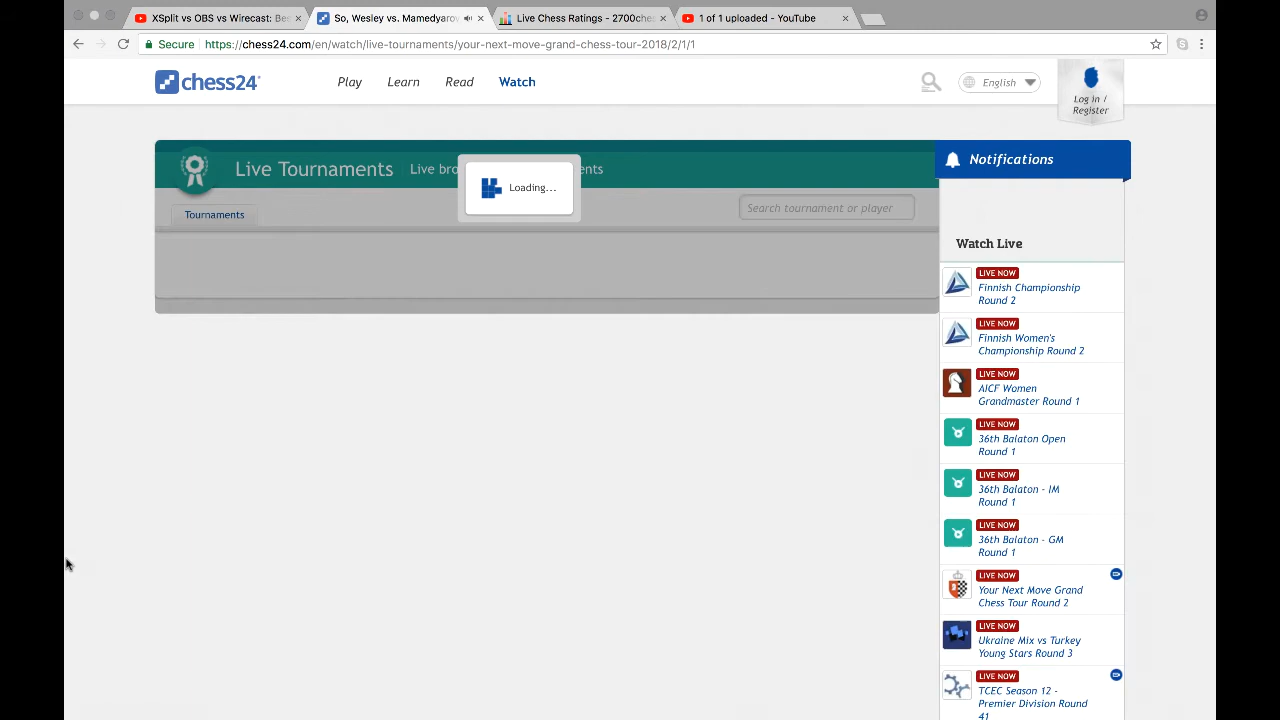 XSplit vs OBS vs Wirecast: Be
So, Wesley vs. Mamedyarov
Live Chess Ratings - 2700chess
1 of 1 uploaded - YouTube
Secure https://chess24.com/en/watch/live-tournaments/your-next-move-grand-chess-tour-2018/2/1/1
chess24
Play
Learn
Read
Watch
English
Log in /
Register
Live Tournaments
Live bro
ents
Loading...
Tournaments
Search tournament or player
Notifications
Watch Live
LIVE NOW
Finnish Championship
Round 2
LIVE NOW
Finnish Women's
Championship Round 2
LIVE NOW
AICF Women
Grandmaster Round 1
LIVE NOW
36th Balaton Open
Round 1
LIVE NOW
36th Balaton - IM
Round 1
LIVE NOW
36th Balaton - GM
Round 1
LIVE NOW
Your Next Move Grand
Chess Tour Round 2
LIVE NOW
Ukraine Mix vs Turkey
Young Stars Round 3
LIVE NOW
TCEC Season 12 -
Premier Division Round
41